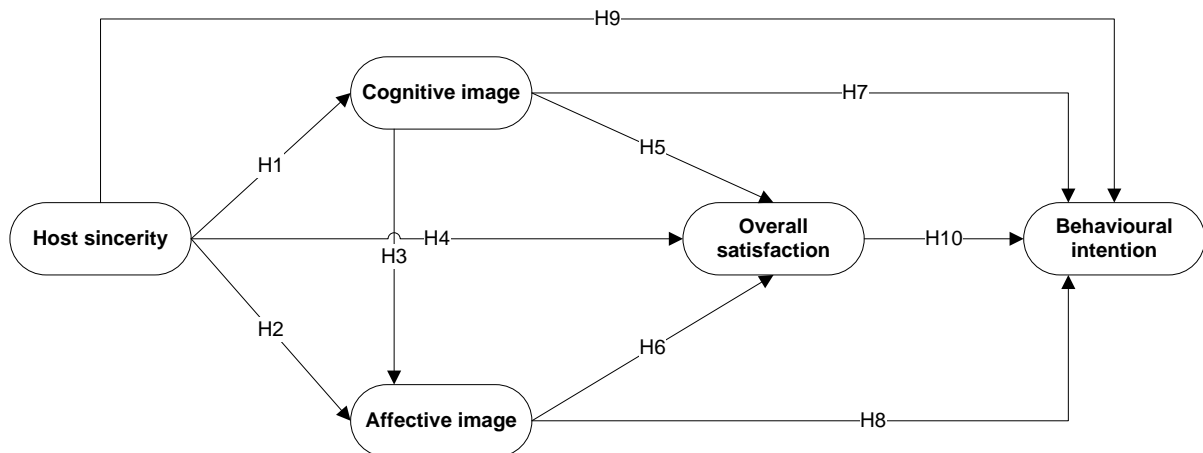 H9
Cognitive image
H7
H5
H1
Host sincerity
H4
H3
Overall
satisfaction
H10
Behavioural
intention
H2
H6
Affective image
H8